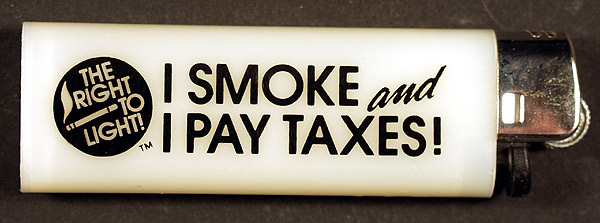 THE
RIGHT
TO
LIGHT!
TM
I SMOKE and
I PAY TAXES!